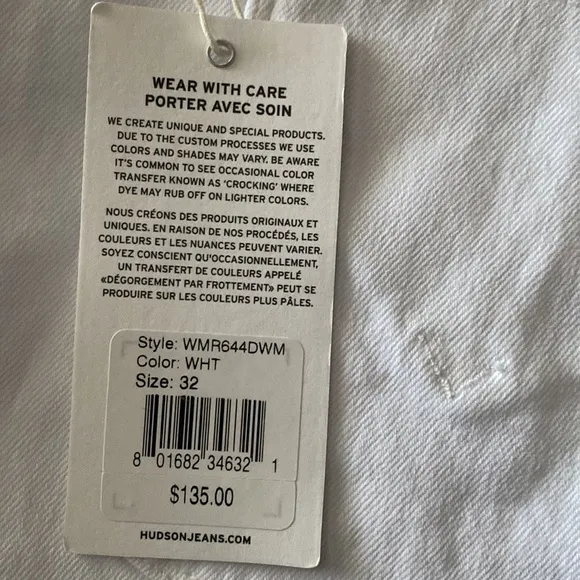 WEAR WITH CARE
PORTER AVEC SOIN
WE CREATE UNIQUE AND SPECIAL PRODUCTS.
DUE TO THE CUSTOM PROCESSES WE USE
COLORS AND SHADES MAY VARY. BE AWARE
IT'S COMMON TO SEE OCCASIONAL COLOR
TRANSFER KNOWN AS 'CROCKING' WHERE
DYE MAY RUB OFF ON LIGHTER COLORS.
NOUS CRÉONS DES PRODUITS ORIGINAUX ET
UNIQUES. EN RAISON DE NOS PROCÉDÉS, LES
COULEURS ET LES NUANCES PEUVENT VARIER.
SOYEZ CONSCIENT QU'OCCASIONNELLEMENT,
UN TRANSFERT DE COULEURS APPELÉ
«DÉGORGEMENT PAR FROTTEMENT» PEUT SE
PRODUIRE SUR LES COULEURS PLUS PÂLES.
Style: WMR644DWM
Color: WHT
Size: 32
8 01682 34632 1
$135.00
HUDSONJEANS.COM